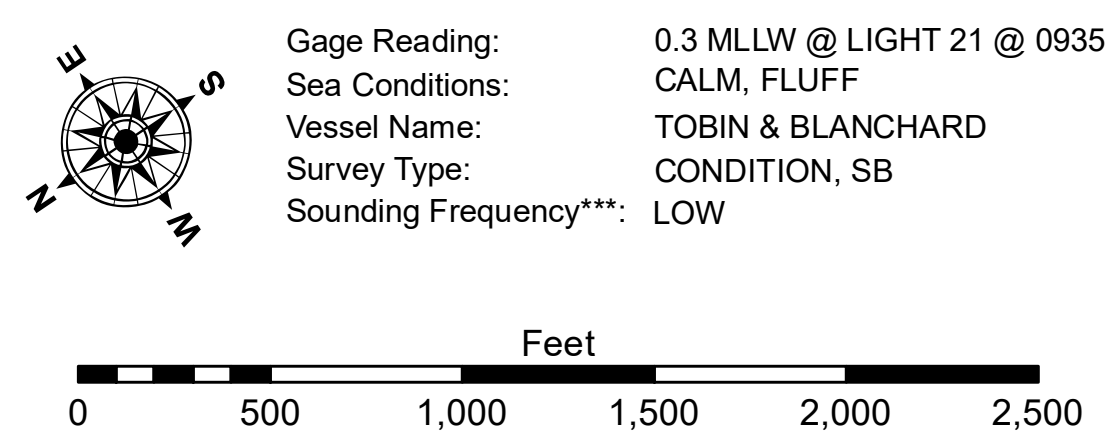 E
S
N
W
Gage Reading: 0.3 MLLW @ LIGHT 21 @ 0935
Sea Conditions: CALM, FLUFF
Vessel Name: TOBIN & BLANCHARD
Survey Type: CONDITION, SB
Sounding Frequency***: LOW
Feet
0 500 1,000 1,500 2,000 2,500